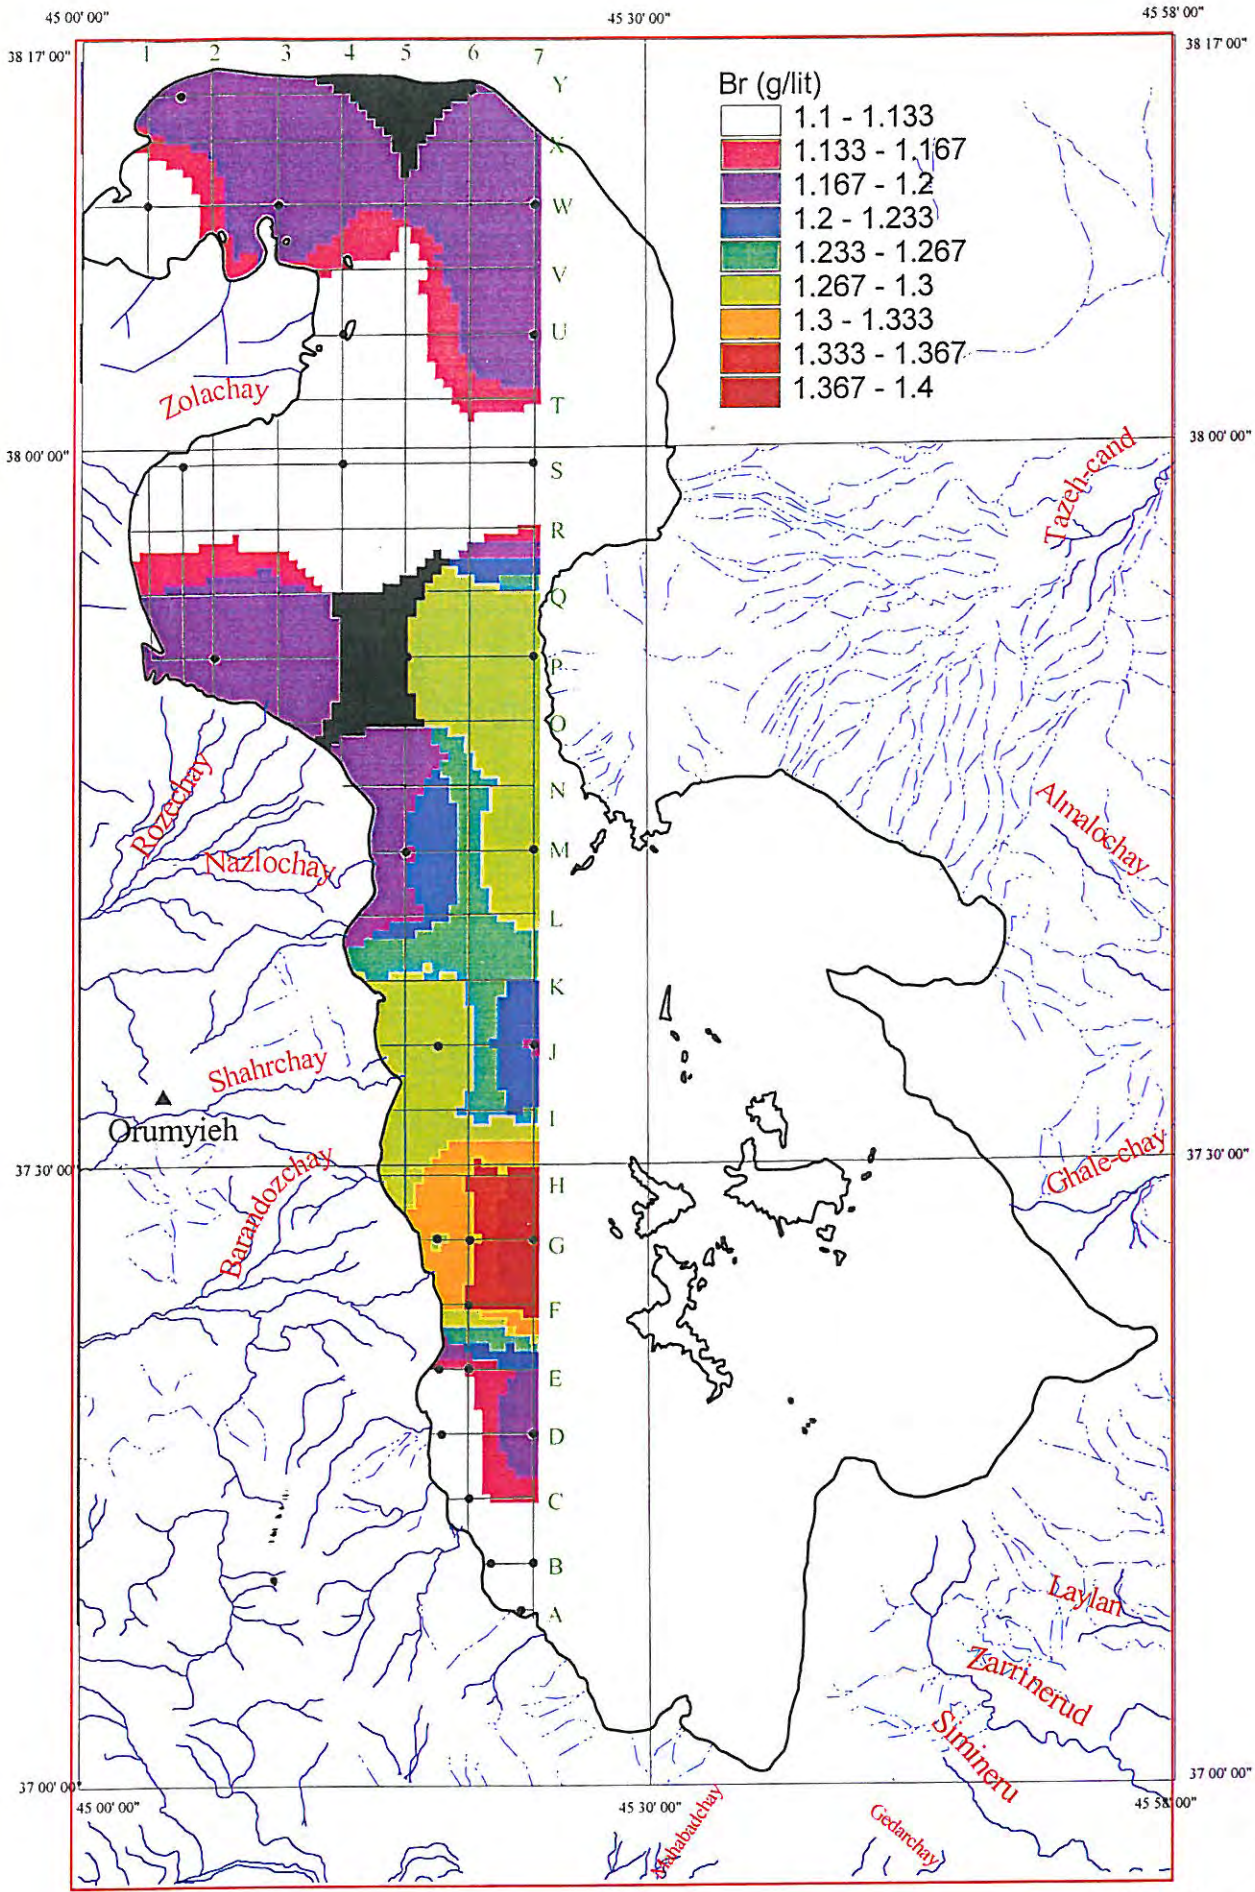 45 00' 00"
45 30' 00"
45 58' 00"
38 17' 00"
38 17' 00"
1 2 3 4 5 6 7
Y
X
W
V
U
T
S
R
Q
P
O
N
M
L
K
J
I
H
G
F
E
D
C
B
A
Br (g/lit)
1.1 - 1.133
1.133 - 1.167
1.167 - 1.2
1.2 - 1.233
1.233 - 1.267
1.267 - 1.3
1.3 - 1.333
1.333 - 1.367
1.367 - 1.4
Zolachay
38 00' 00"
38 00' 00"
Tazeh-cand
Rozechay
Nazlochay
Almalochay
Shahrchay
Orumyieh
Barandozchay
Ghale-chay
37 30' 00"
37 30' 00"
Laylan
Zarrinerud
Simineru
37 00' 00"
37 00' 00"
45 00' 00"
45 30' 00"
45 58' 00"
Mahabadchay
Gedarchay